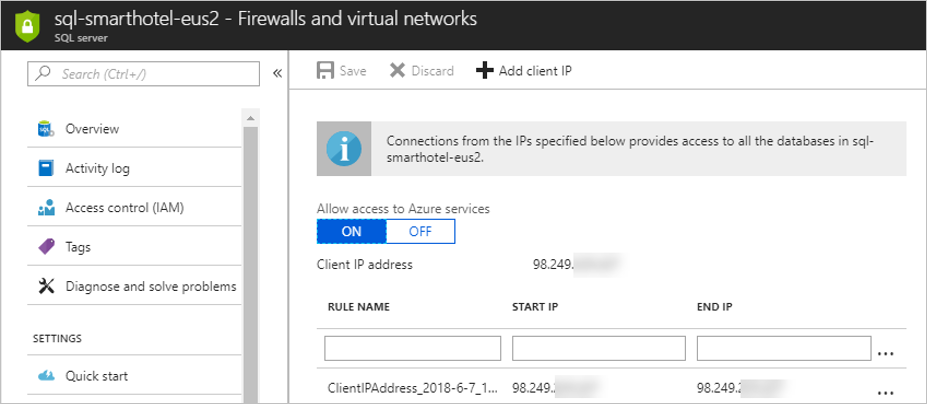 sql-smarthotel-eus2 - Firewalls and virtual networks
SQL server
Search (Ctrl+/)
Overview
Activity log
Access control (IAM)
Tags
Diagnose and solve problems
SETTINGS
Quick start
Save Discard Add client IP
Connections from the IPs specified below provides access to all the databases in sql-
smarthotel-eus2.
Allow access to Azure services
ON OFF
Client IP address 98.249.
RULE NAME START IP END IP
...
ClientIPAddress_2018-6-7_1... 98.249. 98.249. ...